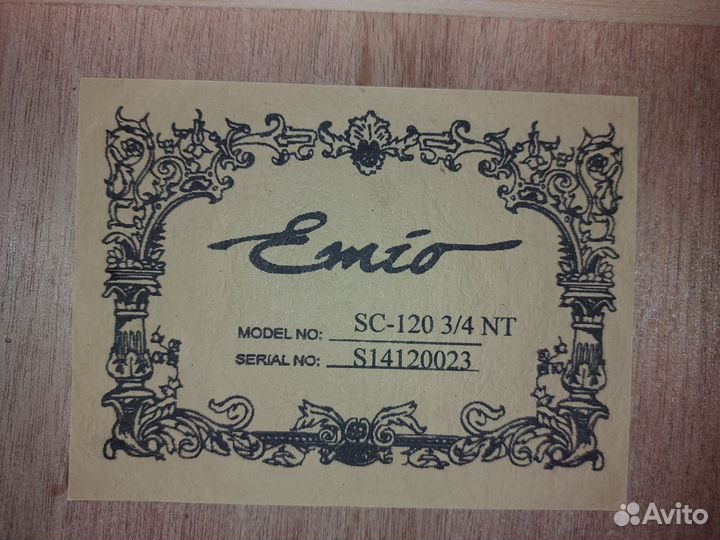 Emio
MODEL NO: SC-120 3/4 NT
SERIAL NO: S14120023
Avito